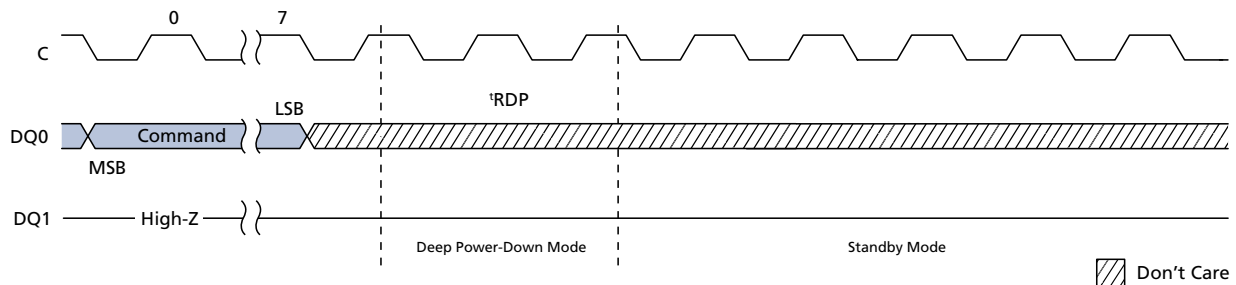 0 7
C
tRDP
LSB
DQ0 Command
MSB
DQ1 High-Z
Deep Power-Down Mode Standby Mode
Don't Care